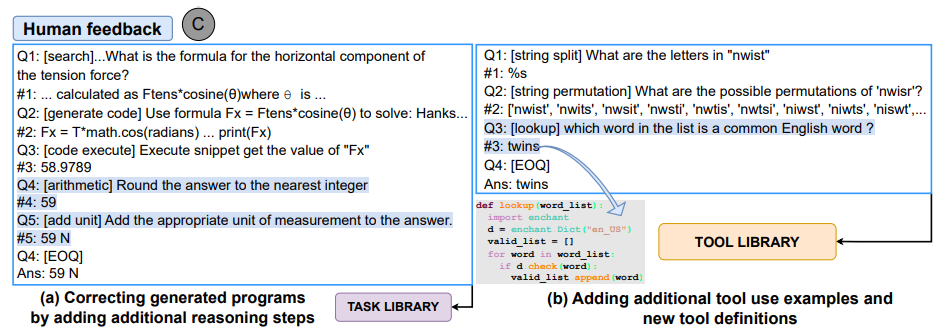 Human feedback
C
Q1: [search]...What is the formula for the horizontal component of
the tension force?
#1: ... calculated as Ftens*cosine(θ)where θ is ...
Q2: [generate code] Use formula Fx = Ftens*cosine(θ) to solve: Hanks...
#2: Fx = T*math.cos(radians) ... print(Fx)
Q3: [code execute] Execute snippet get the value of "Fx"
#3: 58.9789
Q4: [arithmetic] Round the answer to the nearest integer
#4: 59
Q5: [add unit] Add the appropriate unit of measurement to the answer.
#5: 59 N
Q4: [EOQ]
Ans: 59 N
(a) Correcting generated programs
by adding additional reasoning steps
TASK LIBRARY
Q1: [string split] What are the letters in "nwist"
#1: %s
Q2: [string permutation] What are the possible permutations of 'nwisr'?
#2: ['nwist', 'nwits', 'nwsit', 'nwsti', 'nwtis', 'nwtsi', 'niwst', 'niwts', 'niswt',...
Q3: [lookup] which word in the list is a common English word ?
#3: twins
Q4: [EOQ]
Ans: twins
def lookup(word_list):
import enchant
d = enchant.Dict("en_US")
valid_list = []
for word in word_list:
if d.check(word):
valid_list.append(word)
TOOL LIBRARY
(b) Adding additional tool use examples and
new tool definitions